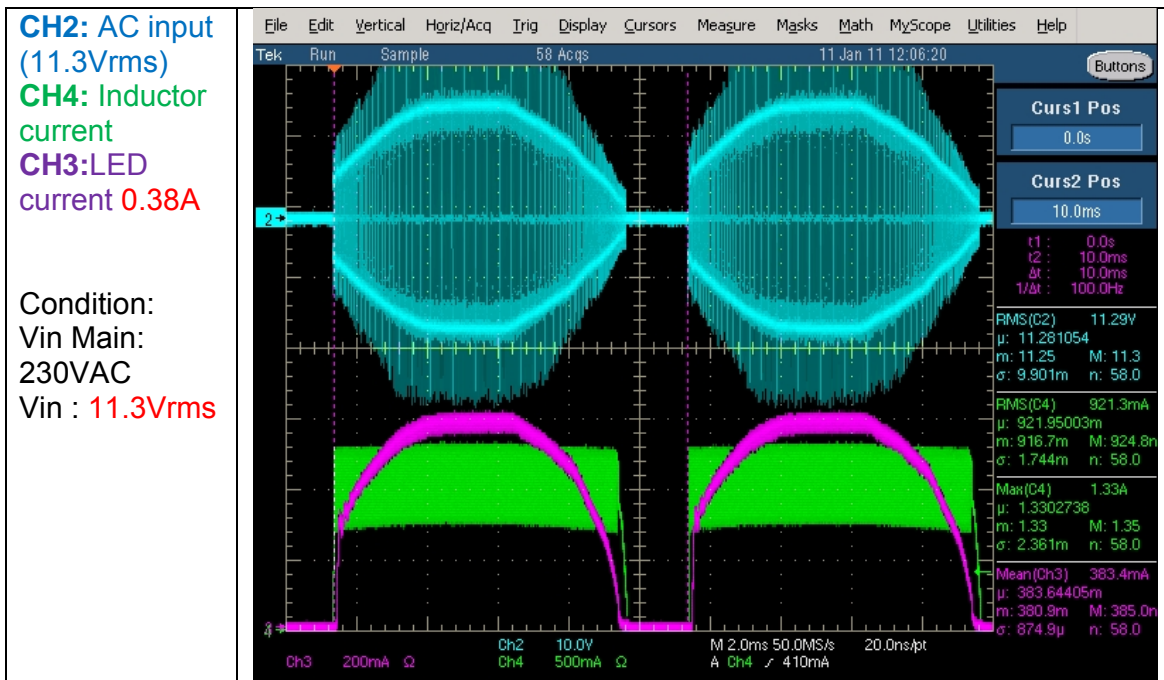 CH2: AC input
(11.3Vrms)
CH4: Inductor
current
CH3:LED
current 0.38A
Condition:
Vin Main:
230VAC
Vin : 11.3Vrms
File Edit Vertical Horiz/Acq Trig Display Cursors Measure Masks Math MyScope Utilities Help
Tek Run Sample 58 Acqs 11 Jan 11 12:06:20
Buttons
Curs1 Pos
0.0s
Curs2 Pos
10.0ms
t1 : 0.0s
t2 : 10.0ms
Δt : 10.0ms
1/Δt : 100.0Hz
RMS(C2) 11.29V
μ: 11.281054
m: 11.25 M: 11.3
σ: 9.901m n: 58.0
RMS(C4) 921.3mA
μ: 921.95003m
m: 916.7m M: 924.8n
σ: 1.744m n: 58.0
Max(C4) 1.33A
μ: 1.3302738
m: 1.33 M: 1.35
σ: 2.361m n: 58.0
Mean(Ch3) 383.4mA
μ: 383.64405m
m: 380.9m M: 385.0n
σ: 874.9μ n: 58.0
2
Ch2 10.0V M 2.0ms 50.0MS/s 20.0ns/pt
Ch3 200mA Ω Ch4 500mA Ω A Ch4 ⁄ 410mA